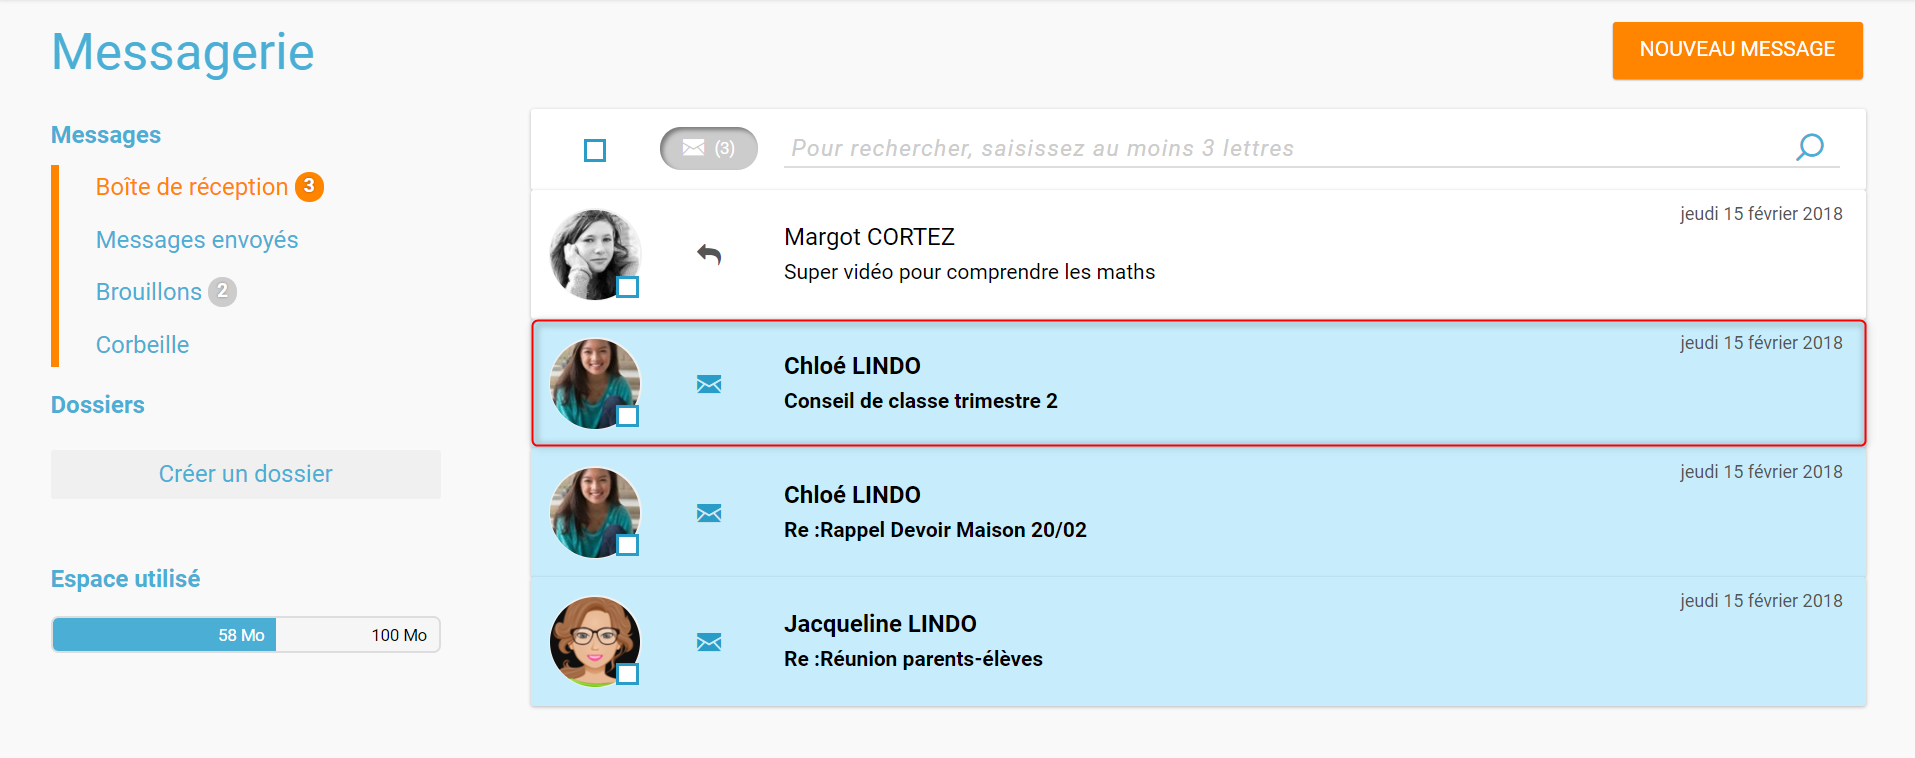 Messagerie
NOUVEAU MESSAGE
Messages
Boîte de réception 3
Messages envoyés
Brouillons 2
Corbeille
Dossiers
Créer un dossier
Espace utilisé
58 Mo 100 Mo
(3) Pour rechercher, saisissez au moins 3 lettres
jeudi 15 février 2018
Margot CORTEZ
Super vidéo pour comprendre les maths
jeudi 15 février 2018
Chloé LINDO
Conseil de classe trimestre 2
jeudi 15 février 2018
Chloé LINDO
Re :Rappel Devoir Maison 20/02
jeudi 15 février 2018
Jacqueline LINDO
Re :Réunion parents-élèves